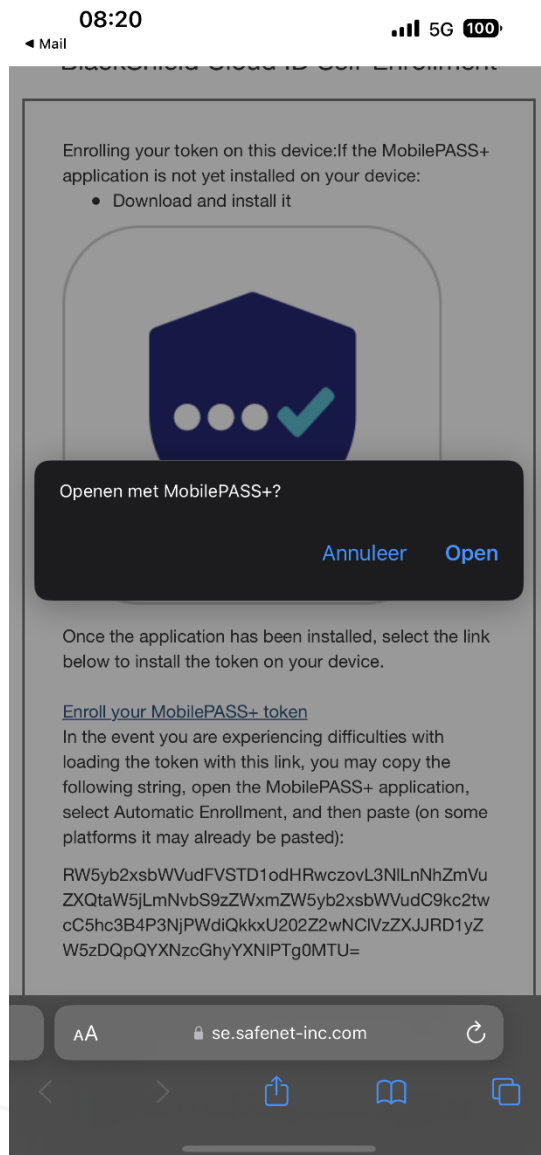 08:20
5G 100
◀ Mail
BlackShield Cloud ID Self-Enrollment
Enrolling your token on this device:If the MobilePASS+
application is not yet installed on your device:
• Download and install it
Openen met MobilePASS+?
Annuleer Open
Once the application has been installed, select the link
below to install the token on your device.
Enroll your MobilePASS+ token
In the event you are experiencing difficulties with
loading the token with this link, you may copy the
following string, open the MobilePASS+ application,
select Automatic Enrollment, and then paste (on some
platforms it may already be pasted):
RW5yb2xsbWVudFVSTD1odHRwczovL3NlLnNhZmVu
ZXQtaW5jLmNvbS9zZWxmZW5yb2xsbWVudC9kc2tw
cC5hc3B4P3NjPWdiQkkxU202Z2wNClVzZXJJRD1yZ
W5zDQpQYXNzcGhyYXNlPTg0MTU=
AA se.safenet-inc.com